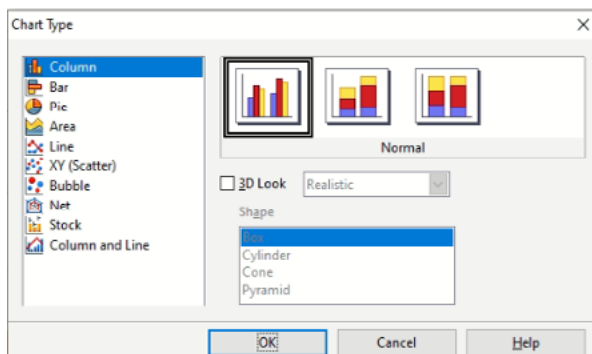 Chart Type
Column
Bar
Pie
Area
Line
XY (Scatter)
Bubble
Net
Stock
Column and Line
Normal
3D Look
Realistic
Shape
Box
Cylinder
Cone
Pyramid
OK
Cancel
Help